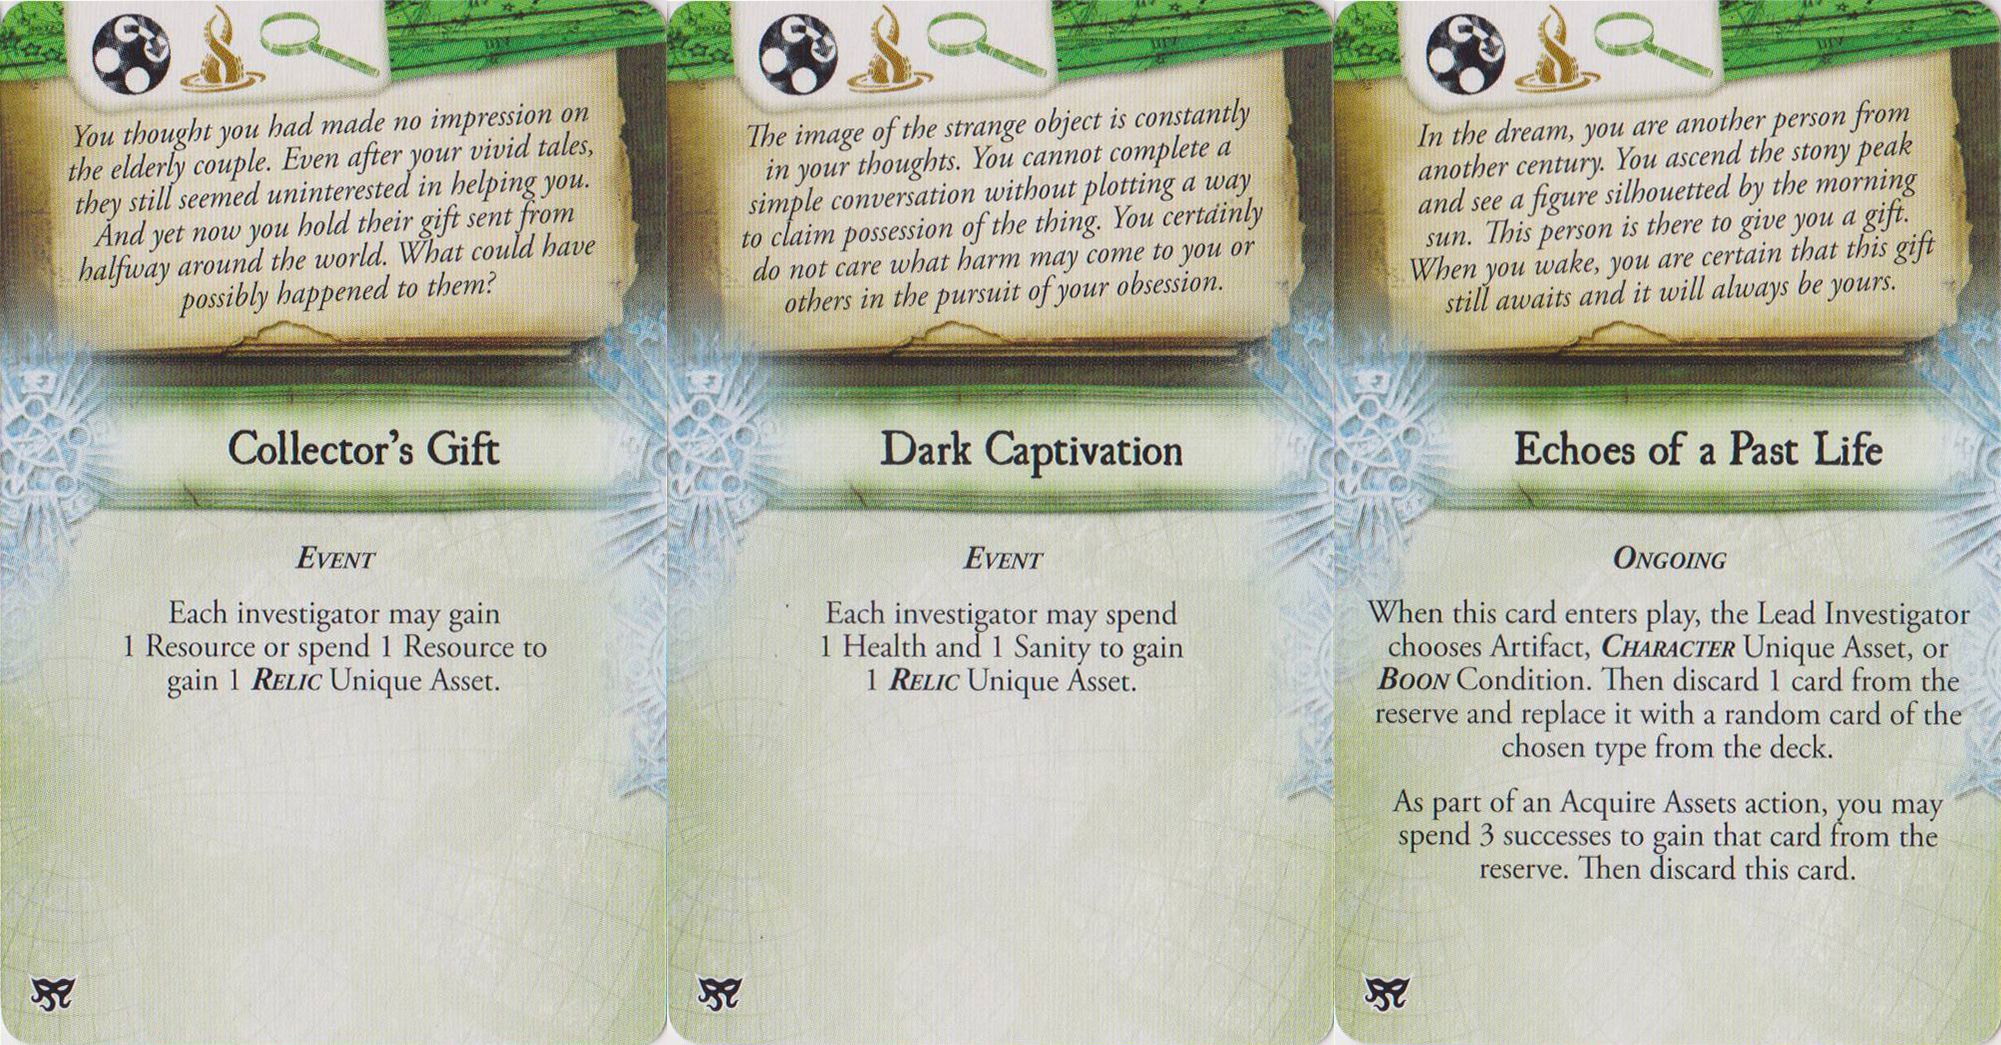 You thought you had made no impression on
the elderly couple. Even after your vivid tales,
they still seemed uninterested in helping you.
And yet now you hold their gift sent from
halfway around the world. What could have
possibly happened to them?
Collector's Gift
EVENT
Each investigator may gain
1 Resource or spend 1 Resource to
gain 1 RELIC Unique Asset.
The image of the strange object is constantly
in your thoughts. You cannot complete a
simple conversation without plotting a way
to claim possession of the thing. You certainly
do not care what harm may come to you or
others in the pursuit of your obsession.
Dark Captivation
EVENT
Each investigator may spend
1 Health and 1 Sanity to gain
1 RELIC Unique Asset.
In the dream, you are another person from
another century. You ascend the stony peak
and see a figure silhouetted by the morning
sun. This person is there to give you a gift.
When you wake, you are certain that this gift
still awaits and it will always be yours.
Echoes of a Past Life
ONGOING
When this card enters play, the Lead Investigator
chooses Artifact, CHARACTER Unique Asset, or
BOON Condition. Then discard 1 card from the
reserve and replace it with a random card of the
chosen type from the deck.
As part of an Acquire Assets action, you may
spend 3 successes to gain that card from the
reserve. Then discard this card.